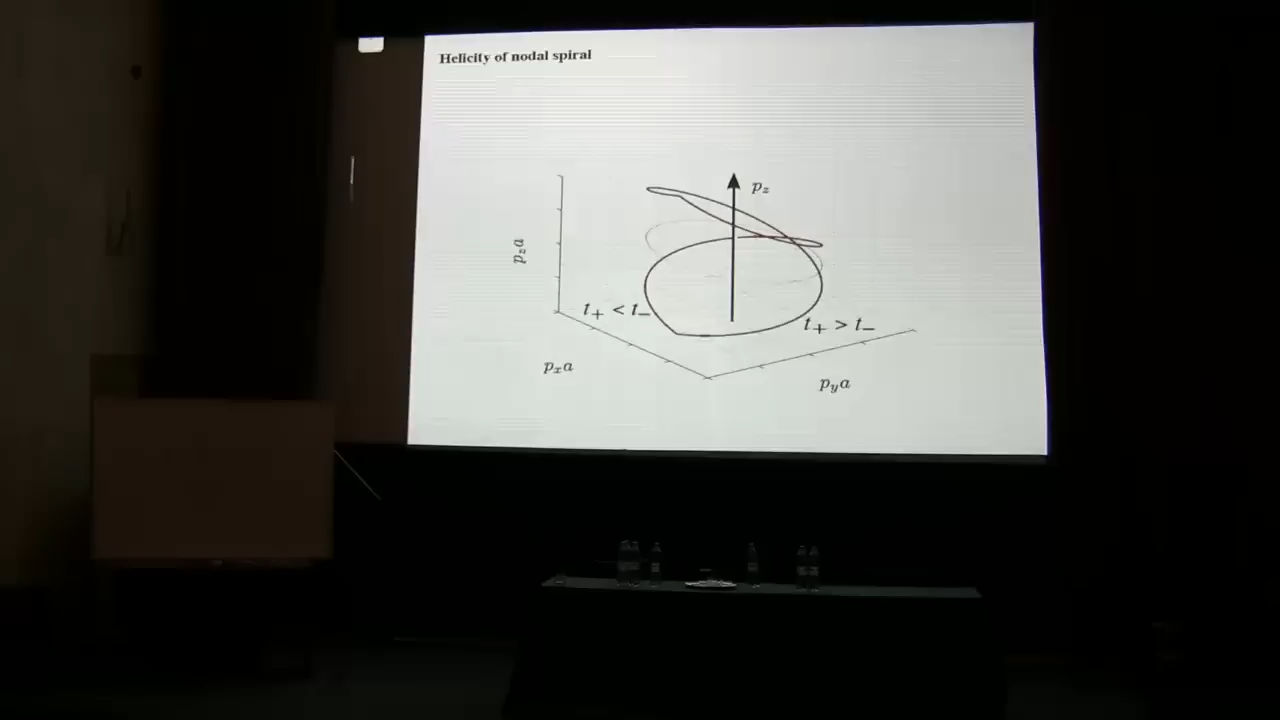 Helicity of nodal spiral
p_z
p_z a
t_+ < t_-
t_+ > t_-
p_x a
p_y a